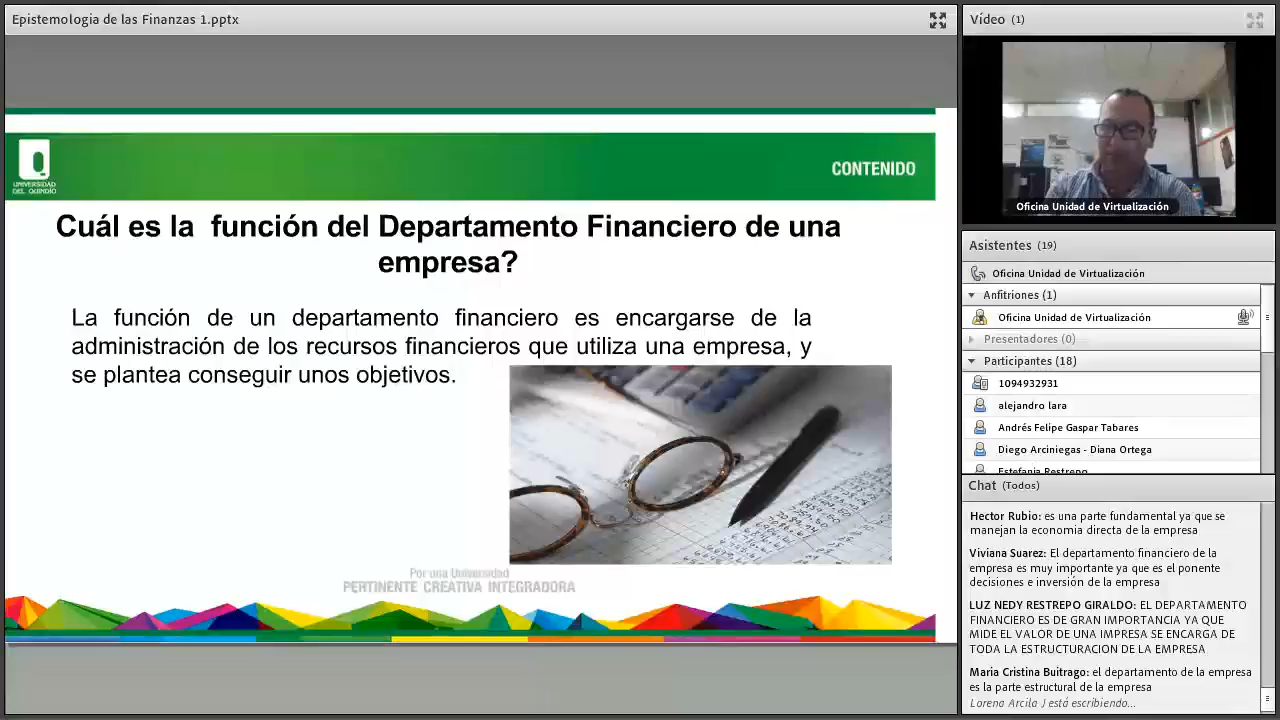 Epistemologia de las Finanzas 1.pptx
UNIVERSIDAD
DEL QUINDÍO
CONTENIDO
Cuál es la función del Departamento Financiero de una
empresa?
La función de un departamento financiero es encargarse de la
administración de los recursos financieros que utiliza una empresa, y
se plantea conseguir unos objetivos.
Por una Universidad
PERTINENTE CREATIVA INTEGRADORA
Vídeo (1)
Oficina Unidad de Virtualización
Asistentes (19)
Oficina Unidad de Virtualización
Anfitriones (1)
Oficina Unidad de Virtualización
Presentadores (0)
Participantes (18)
1094932931
alejandro lara
Andrés Felipe Gaspar Tabares
Diego Arciniegas - Diana Ortega
Estefania Restrepo
Chat (Todos)
Hector Rubio: es una parte fundamental ya que se
manejan la economia directa de la empresa
Viviana Suarez: El departamento financiero de la
empresa es muy importante ya que es el potente
decisiones e inversión de la empresa
LUZ NEDY RESTREPO GIRALDO: EL DEPARTAMENTO
FINANCIERO ES DE GRAN IMPORTANCIA YA QUE
MIDE EL VALOR DE UNA IMPRESA SE ENCARGA DE
TODA LA ESTRUCTURACION DE LA EMPRESA
Maria Cristina Buitrago: el departamento de la empresa
es la parte estructural de la empresa
Lorena Arcila J está escribiendo...